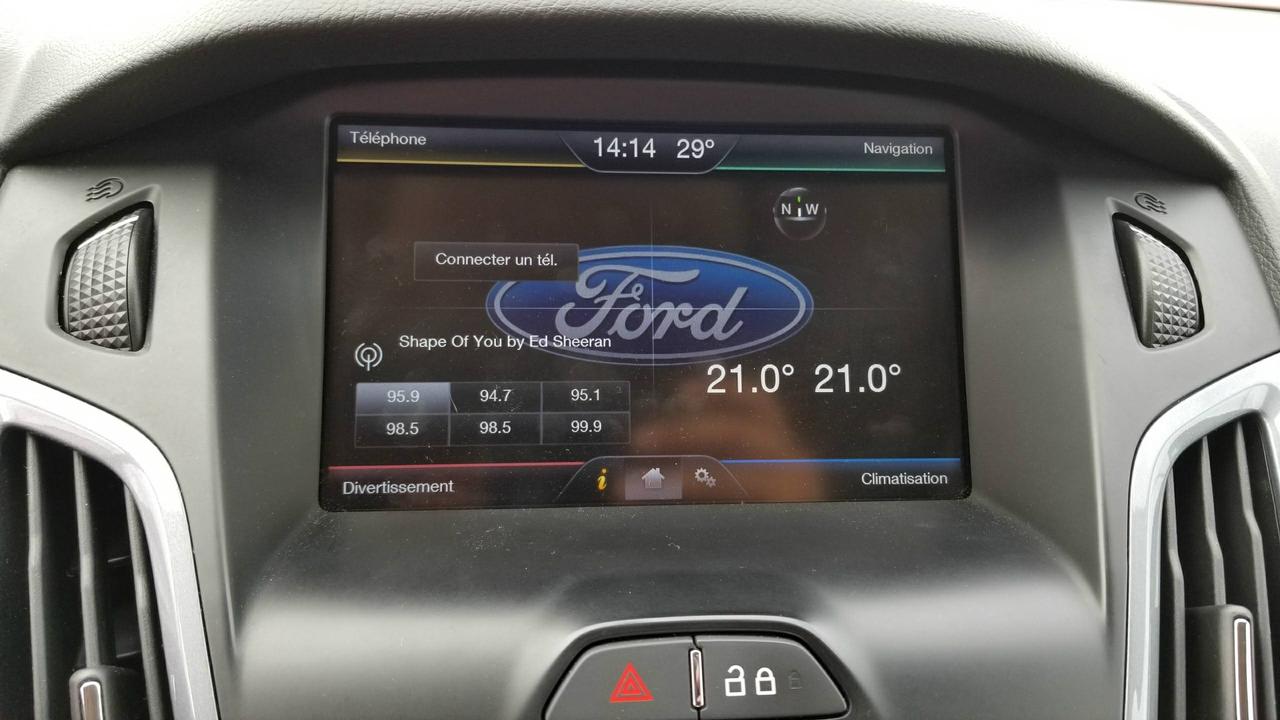 Téléphone
14:14 29°
Navigation
N W
Connecter un tél.
Ford
Shape Of You by Ed Sheeran
21.0° 21.0°
95.9 94.7 95.1
98.5 98.5 99.9
Divertissement
i
Climatisation